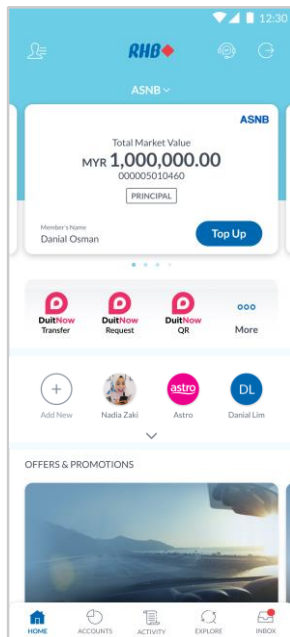 12:30
RHB
ASNB
ASNB
Total Market Value
MYR 1,000,000.00
000005010460
PRINCIPAL
Member's Name
Danial Osman
Top Up
DuitNow
Transfer
DuitNow
Request
DuitNow
QR
More
Add New
Nadia Zaki
astro
Astro
DL
Danial Lim
OFFERS & PROMOTIONS
HOME
ACCOUNTS
ACTIVITY
EXPLORE
INBOX